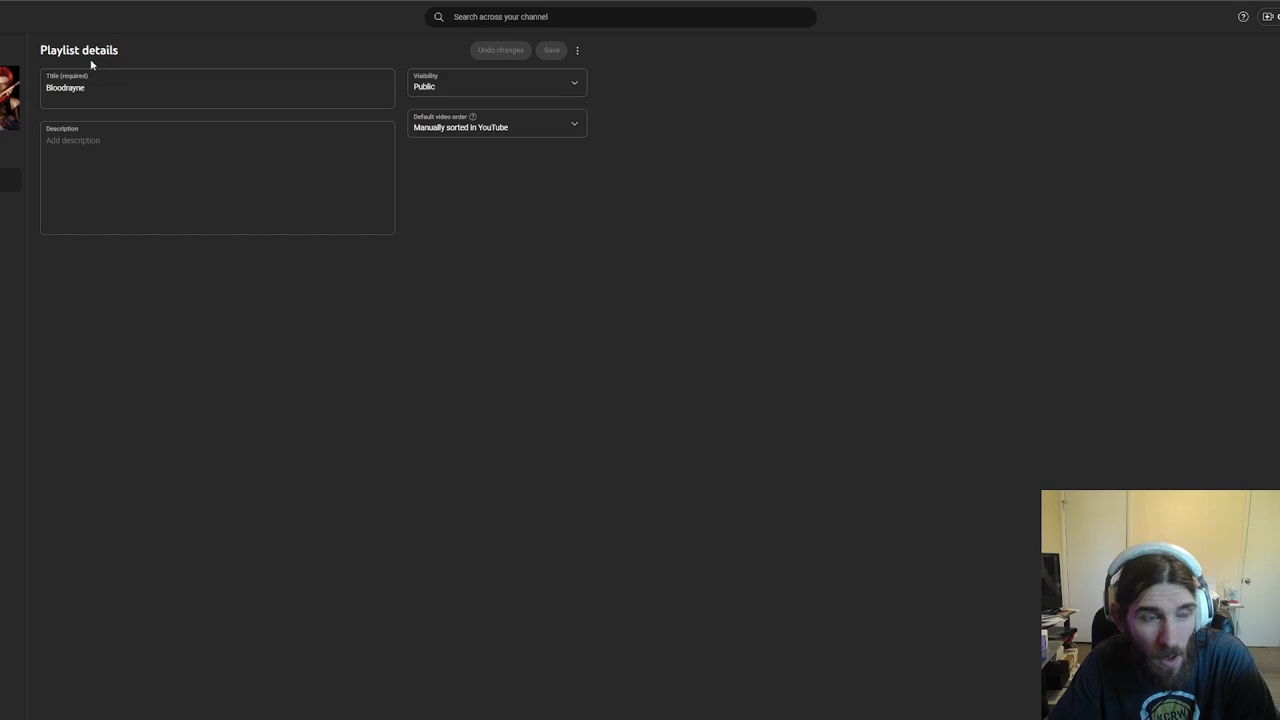 Search across your channel
Playlist details
Undo changes
Save
Title (required)
Bloodrayne
Visibility
Public
Default video order
Manually sorted in YouTube
Description
Add description